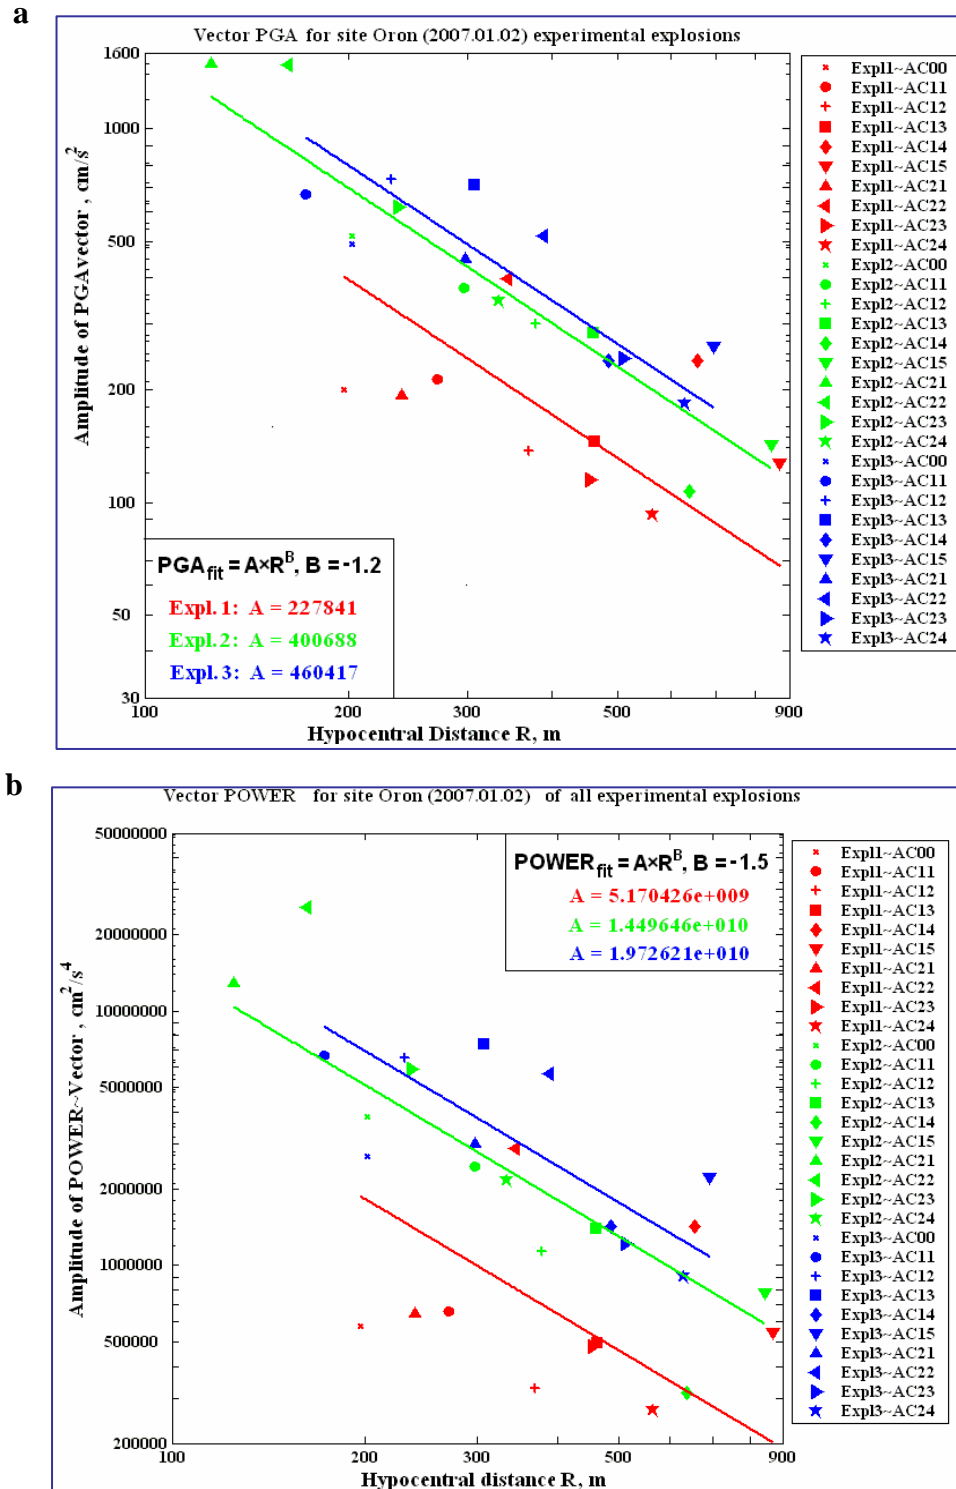 a
Vector PGA for site Oron (2007.01.02) experimental explosions
Amplitude of PGAvector, cm/s²
1600
1000
500
200
100
50
30
100 200 300 500 900
Hypocentral Distance R, m
PGAfit = A×R^B, B = -1.2
Expl.1: A = 227841
Expl.2: A = 400688
Expl.3: A = 460417
Expl1~AC00
Expl1~AC11
Expl1~AC12
Expl1~AC13
Expl1~AC14
Expl1~AC15
Expl1~AC21
Expl1~AC22
Expl1~AC23
Expl1~AC24
Expl2~AC00
Expl2~AC11
Expl2~AC12
Expl2~AC13
Expl2~AC14
Expl2~AC15
Expl2~AC21
Expl2~AC22
Expl2~AC23
Expl2~AC24
Expl3~AC00
Expl3~AC11
Expl3~AC12
Expl3~AC13
Expl3~AC14
Expl3~AC15
Expl3~AC21
Expl3~AC22
Expl3~AC23
Expl3~AC24
b
Vector POWER for site Oron (2007.01.02) of all experimental explosions
Amplitude of POWER~Vector, cm²/s⁴
50000000
20000000
10000000
5000000
2000000
1000000
500000
200000
100 200 300 500 900
Hypocentral distance R, m
POWERfit = A×R^B, B = -1.5
A = 5.170426e+009
A = 1.449646e+010
A = 1.972621e+010
Expl1~AC00
Expl1~AC11
Expl1~AC12
Expl1~AC13
Expl1~AC14
Expl1~AC15
Expl1~AC21
Expl1~AC22
Expl1~AC23
Expl1~AC24
Expl2~AC00
Expl2~AC11
Expl2~AC12
Expl2~AC13
Expl2~AC14
Expl2~AC15
Expl2~AC21
Expl2~AC22
Expl2~AC23
Expl2~AC24
Expl3~AC00
Expl3~AC11
Expl3~AC12
Expl3~AC13
Expl3~AC14
Expl3~AC15
Expl3~AC21
Expl3~AC22
Expl3~AC23
Expl3~AC24